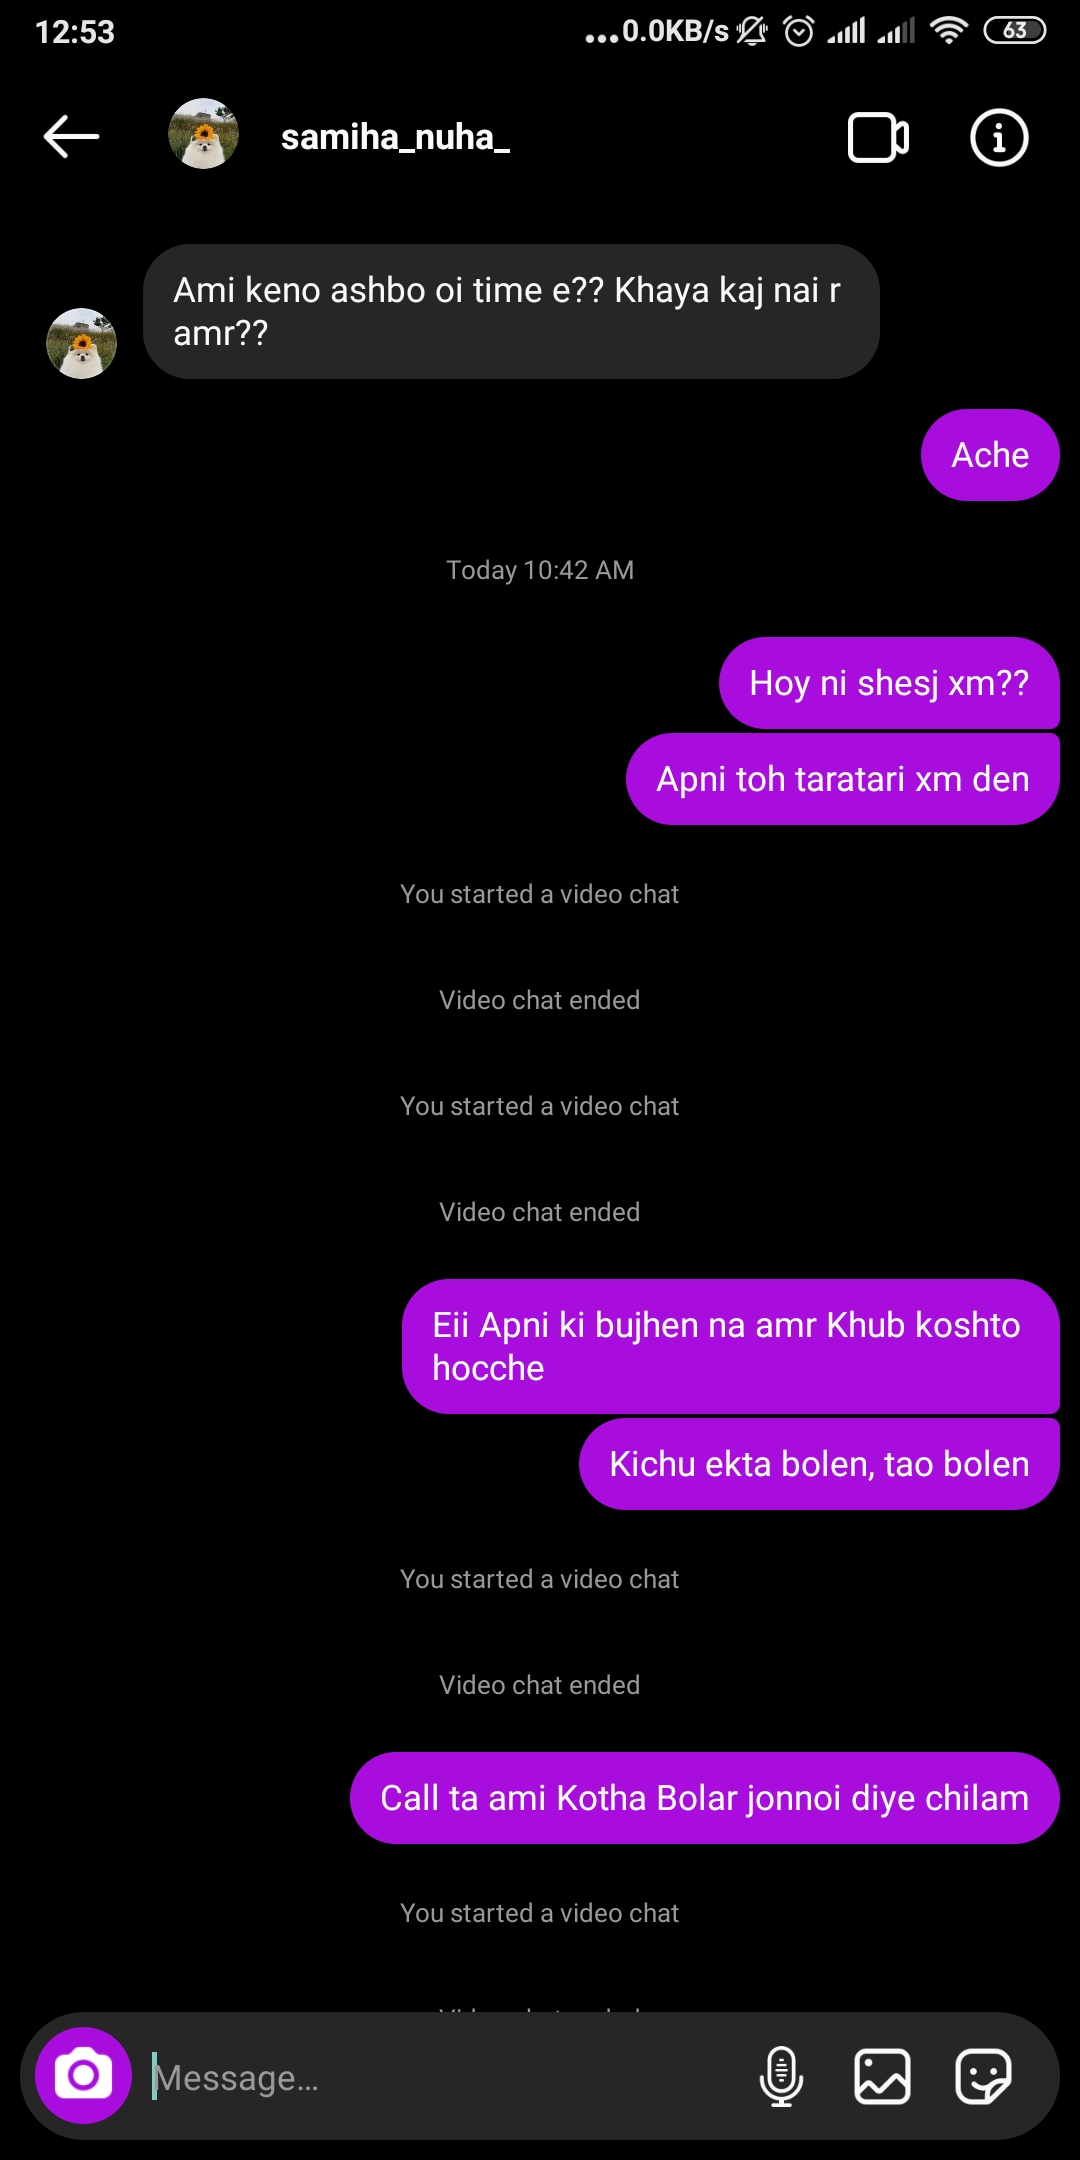 12:53
...0.0KB/s
63
samiha_nuha_
Ami keno ashbo oi time e?? Khaya kaj nai r
amr??
Ache
Today 10:42 AM
Hoy ni shesj xm??
Apni toh taratari xm den
You started a video chat
Video chat ended
You started a video chat
Video chat ended
Eii Apni ki bujhen na amr Khub koshto
hocche
Kichu ekta bolen, tao bolen
You started a video chat
Video chat ended
Call ta ami Kotha Bolar jonnoi diye chilam
You started a video chat
Message...